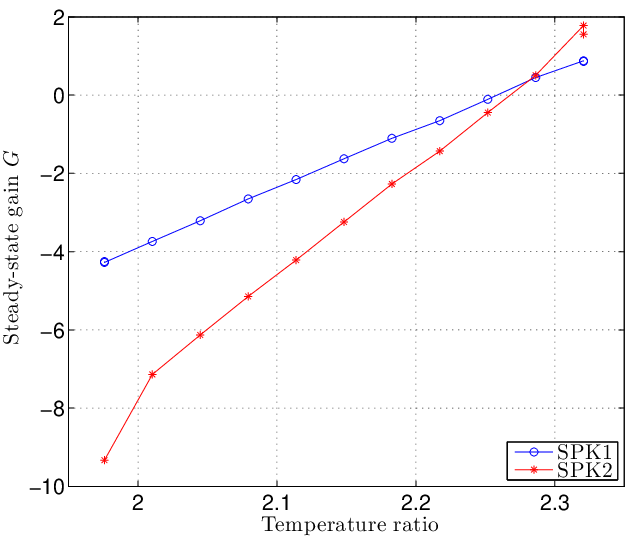 2
0
−2
−4
−6
−8
−10
Steady-state gain G
2
2.1
2.2
2.3
Temperature ratio
SPK1
SPK2